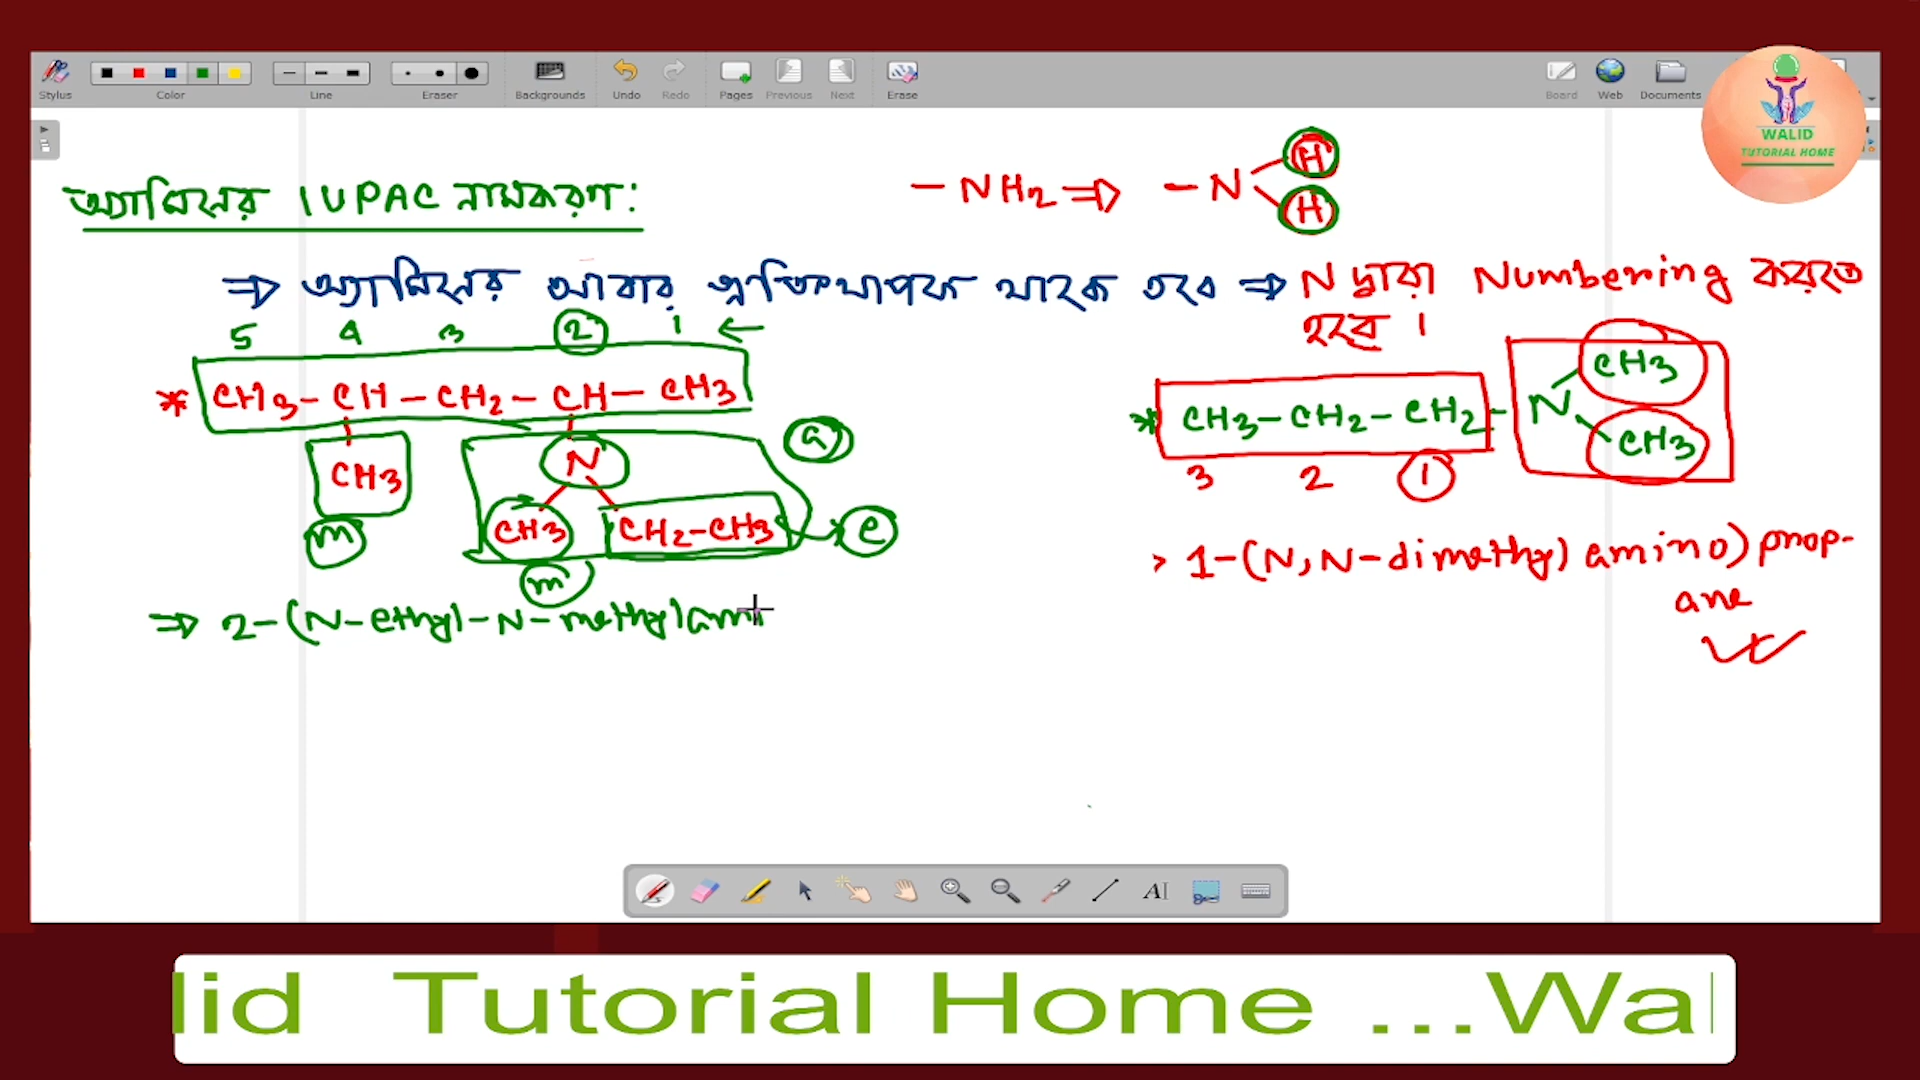 Stylus
Color
Line
Eraser
Backgrounds
Undo
Redo
Pages
Previous
Next
Erase
Board
Web
Documents
WALID
TUTORIAL HOME
অ্যামিনের IUPAC নামকরণ:
-NH2 ⇒ -N
H
H
⇒ অ্যামিনের আবার প্রতিস্থাপক থাকে তবে ⇒ N দ্বারা Numbering করতে
হবে।
5 4 3 2 1 ←
* CH3-CH-CH2-CH-CH3
CH3
N
CH3
CH2-CH3
a
e
m
m
⇒ 2-(N-ethyl-N-methylami
* CH3-CH2-CH2-N
CH3
CH3
3 2 1
> 1-(N,N-dimethyl amino) prop-
ane
lid Tutorial Home ...Wal